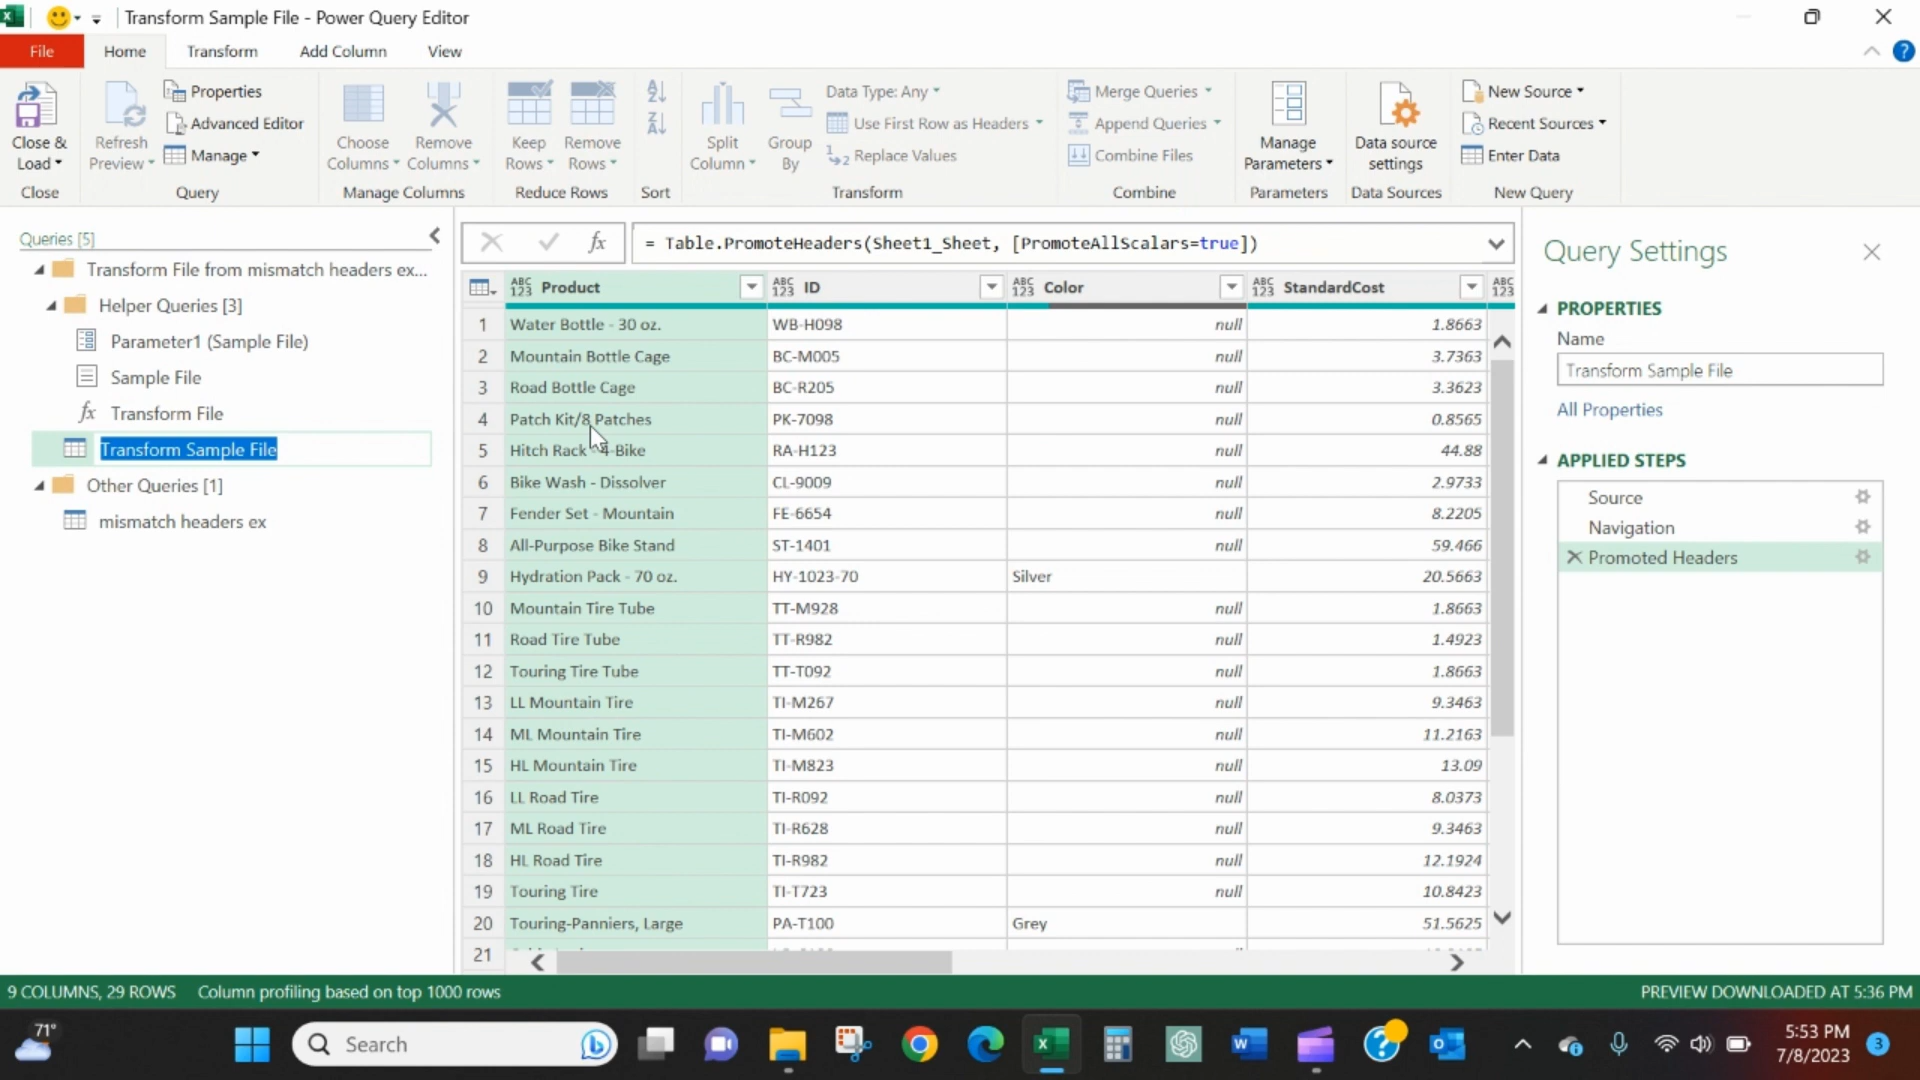 Transform Sample File - Power Query Editor
File Home Transform Add Column View
Close & Load
Close
Refresh Preview
Properties
Advanced Editor
Manage
Query
Choose Columns
Remove Columns
Manage Columns
Keep Rows
Remove Rows
Reduce Rows
Sort
Split Column
Group By
Data Type: Any
Use First Row as Headers
Replace Values
Transform
Merge Queries
Append Queries
Combine Files
Combine
Manage Parameters
Parameters
Data source settings
Data Sources
New Source
Recent Sources
Enter Data
New Query
Queries [5]
Transform File from mismatch headers ex...
Helper Queries [3]
Parameter1 (Sample File)
Sample File
fx Transform File
Transform Sample File
Other Queries [1]
mismatch headers ex
fx = Table.PromoteHeaders(Sheet1_Sheet, [PromoteAllScalars=true])
ABC 123 Product ABC 123 ID ABC 123 Color ABC 123 StandardCost ABC 123
1 Water Bottle - 30 oz. WB-H098 null 1.8663
2 Mountain Bottle Cage BC-M005 null 3.7363
3 Road Bottle Cage BC-R205 null 3.3623
4 Patch Kit/8 Patches PK-7098 null 0.8565
5 Hitch Rack - 4-Bike RA-H123 null 44.88
6 Bike Wash - Dissolver CL-9009 null 2.9733
7 Fender Set - Mountain FE-6654 null 8.2205
8 All-Purpose Bike Stand ST-1401 null 59.466
9 Hydration Pack - 70 oz. HY-1023-70 Silver 20.5663
10 Mountain Tire Tube TT-M928 null 1.8663
11 Road Tire Tube TT-R982 null 1.4923
12 Touring Tire Tube TT-T092 null 1.8663
13 LL Mountain Tire TI-M267 null 9.3463
14 ML Mountain Tire TI-M602 null 11.2163
15 HL Mountain Tire TI-M823 null 13.09
16 LL Road Tire TI-R092 null 8.0373
17 ML Road Tire TI-R628 null 9.3463
18 HL Road Tire TI-R982 null 12.1924
19 Touring Tire TI-T723 null 10.8423
20 Touring-Panniers, Large PA-T100 Grey 51.5625
21
Query Settings
PROPERTIES
Name
Transform Sample File
All Properties
APPLIED STEPS
Source
Navigation
Promoted Headers
9 COLUMNS, 29 ROWS Column profiling based on top 1000 rows PREVIEW DOWNLOADED AT 5:36 PM
71°
Search
5:53 PM
7/8/2023
3